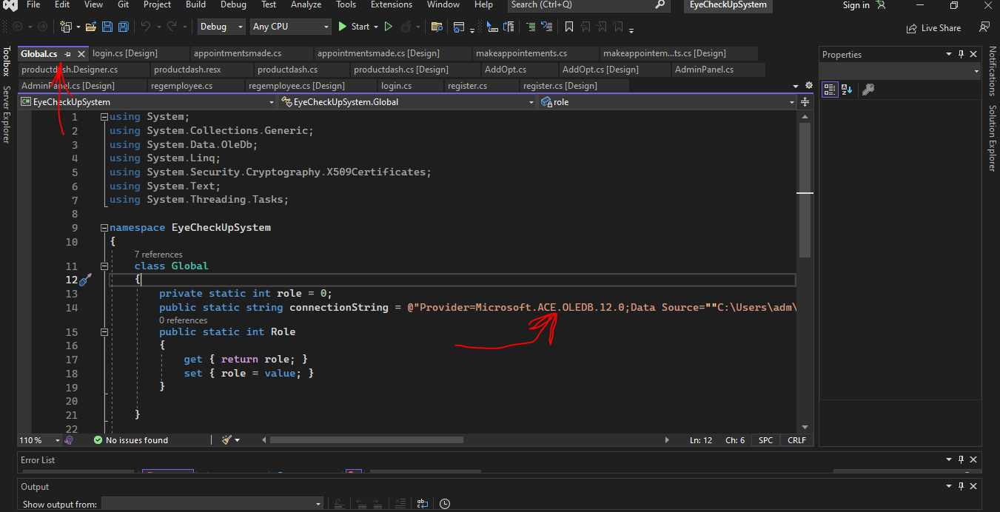 File Edit View Git Project Build Debug Test Analyze Tools Extensions Window Help Search (Ctrl+Q) EyeCheckUpSystem Sign in
Debug Any CPU Start Live Share
Toolbox
Server Explorer
Global.cs login.cs [Design] appointmentsmade.cs appointmentsmade.cs [Design] makeappointements.cs makeappointem...ts.cs [Design]
productdash.Designer.cs productdash.resx productdash.cs productdash.cs [Design] AddOpt.cs AddOpt.cs [Design] AdminPanel.cs
AdminPanel.cs [Design] regemployee.cs regemployee.cs [Design] login.cs register.cs register.cs [Design]
EyeCheckUpSystem EyeCheckUpSystem.Global role
1 using System;
2 using System.Collections.Generic;
3 using System.Data.OleDb;
4 using System.Linq;
5 using System.Security.Cryptography.X509Certificates;
6 using System.Text;
7 using System.Threading.Tasks;
8
9 namespace EyeCheckUpSystem
10 {
7 references
11 class Global
12 {
13 private static int role = 0;
14 public static string connectionString = @"Provider=Microsoft.ACE.OLEDB.12.0;Data Source=""C:\Users\adm\
0 references
15 public static int Role
16 {
17 get { return role; }
18 set { role = value; }
19 }
20
21 }
22
110 % No issues found Ln: 12 Ch: 6 SPC CRLF
Error List
Output
Show output from:
Properties
Notifications
Solution Explorer